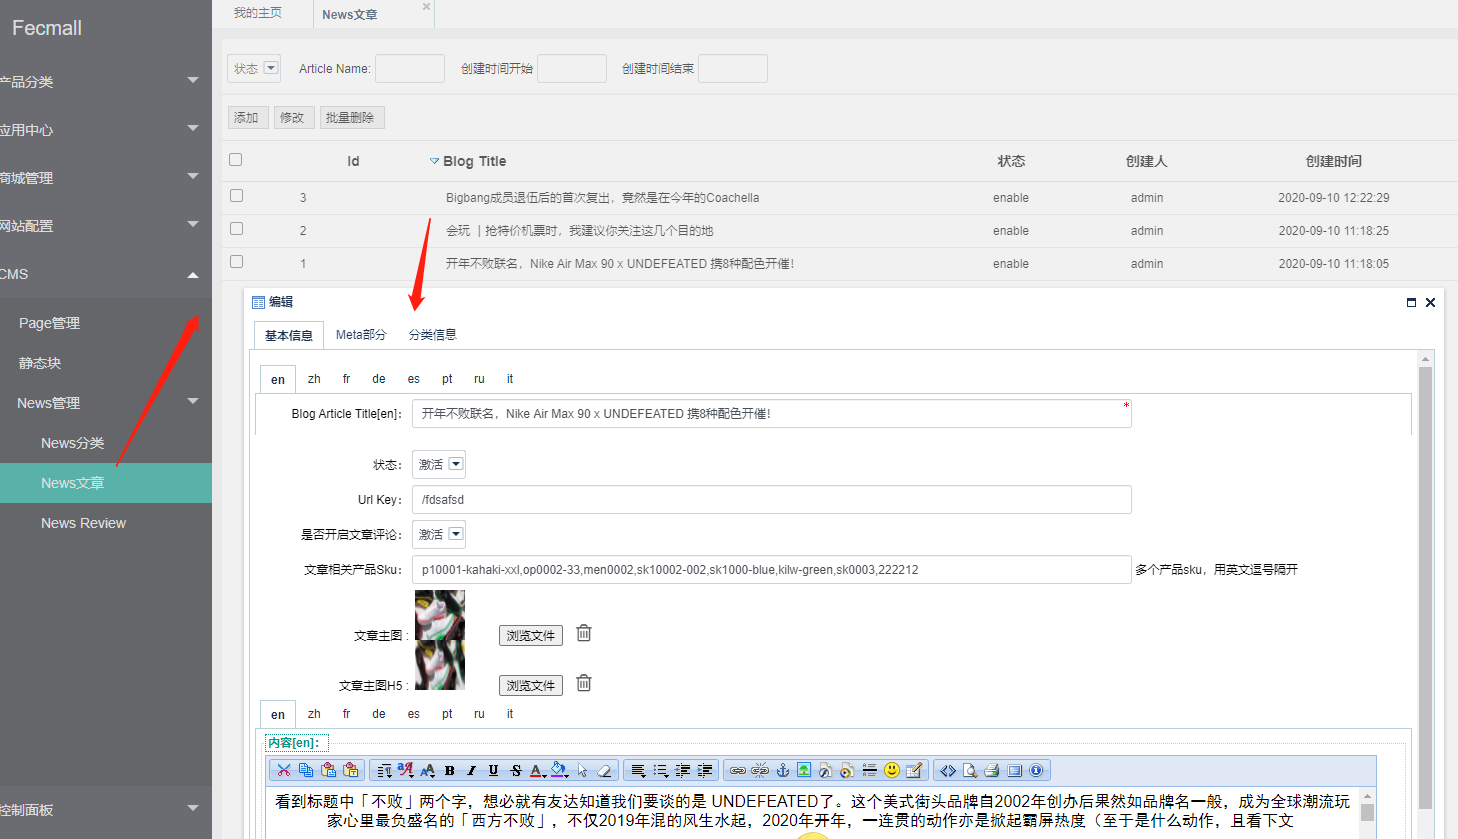 Fecmall
我的主页
News文章
产品分类
应用中心
商城管理
网站配置
CMS
Page管理
静态块
News管理
News分类
News文章
News Review
控制面板
状态 Article Name: 创建时间开始 创建时间结束
添加 修改 批量删除
Id Blog Title 状态 创建人 创建时间
3 Bigbang成员退伍后的首次复出，竟然是在今年的Coachella enable admin 2020-09-10 12:22:29
2 会玩 ｜抢特价机票时，我建议你关注这几个目的地 enable admin 2020-09-10 11:18:25
1 开年不败联名，Nike Air Max 90 x UNDEFEATED 携8种配色开催！ enable admin 2020-09-10 11:18:05
编辑
基本信息 Meta部分 分类信息
en zh fr de es pt ru it
Blog Article Title[en]： 开年不败联名，Nike Air Max 90 x UNDEFEATED 携8种配色开催！ *
状态： 激活
Url Key： /fdsafsd
是否开启文章评论： 激活
文章相关产品Sku： p10001-kahaki-xxl,op0002-33,men0002,sk10002-002,sk1000-blue,kilw-green,sk0003,222212 多个产品sku，用英文逗号隔开
文章主图： 浏览文件
文章主图H5： 浏览文件
en zh fr de es pt ru it
内容[en]：
看到标题中「不败」两个字，想必就有友达知道我们要谈的是 UNDEFEATED了。这个美式街头品牌自2002年创办后果然如品牌名一般，成为全球潮流玩
家心里最负盛名的「西方不败」，不仅2019年混的风生水起，2020年开年，一连贯的动作亦是掀起霸屏热度（至于是什么动作，且看下文